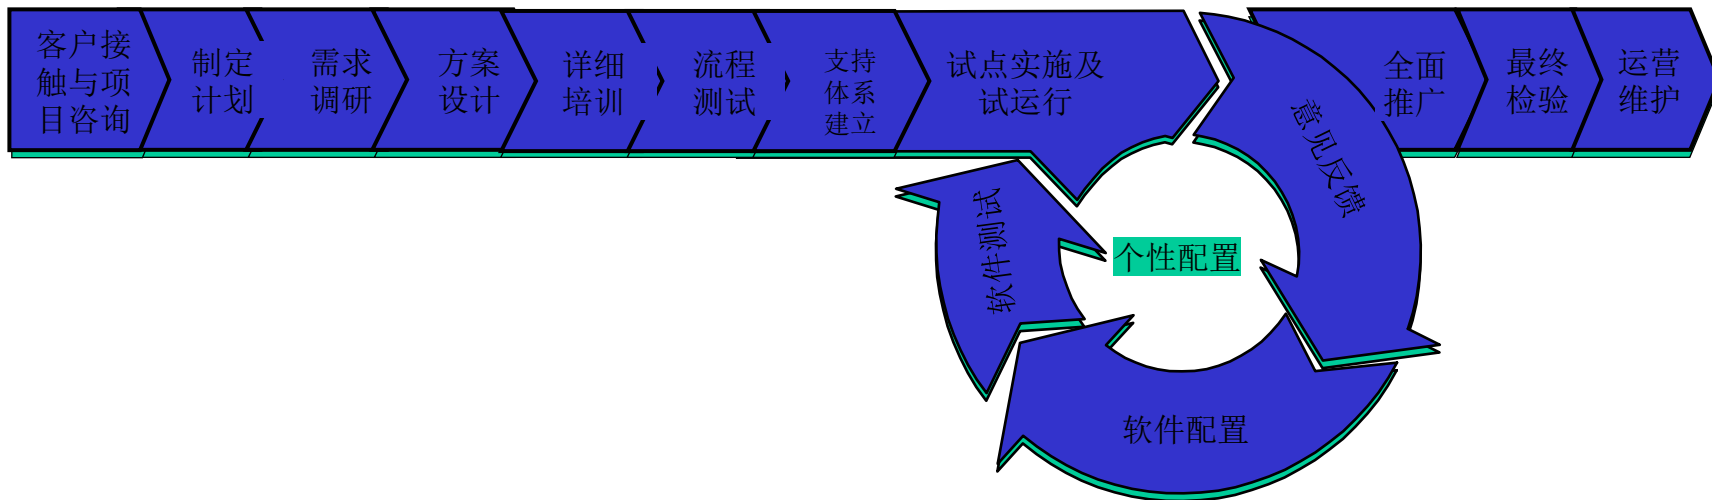 客户接
触与项
目咨询
制定
计划
需求
调研
方案
设计
详细
培训
流程
测试
支持
体系
建立
试点实施及
试运行
全面
推广
最终
检验
运营
维护
意见反馈
软件测试
个性配置
软件配置